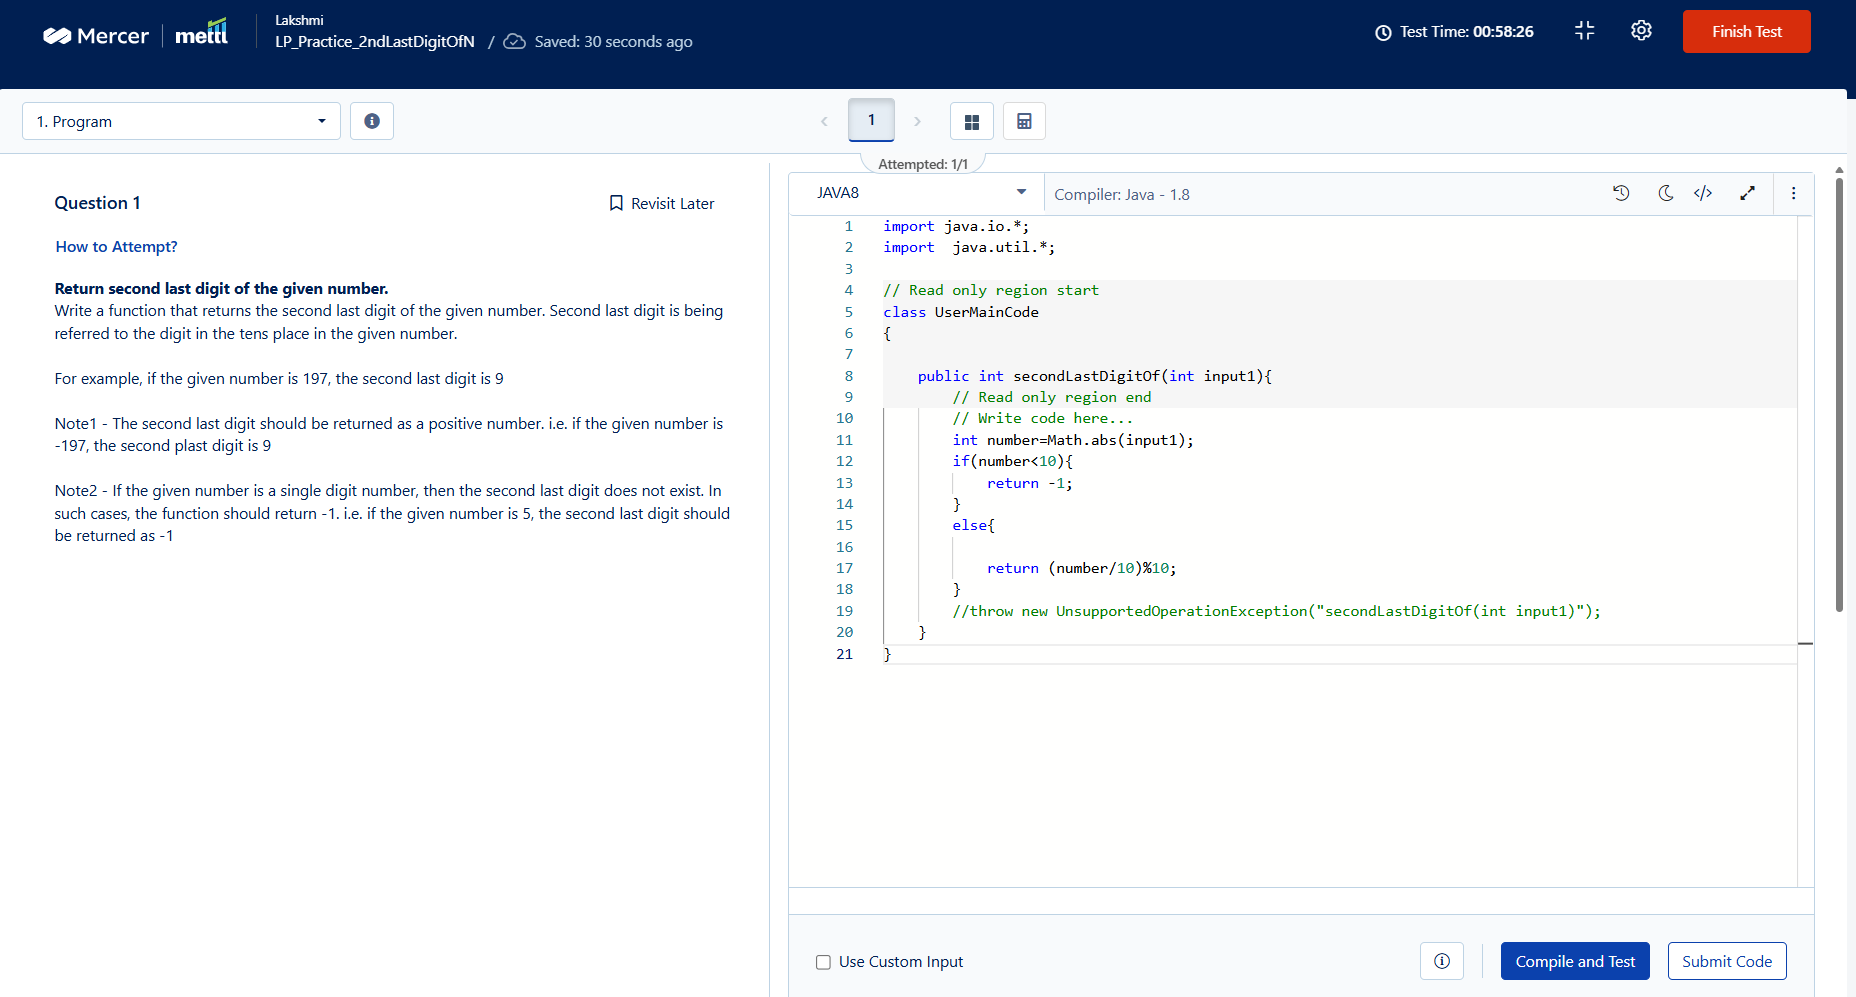 Mercer | mettl
Lakshmi
LP_Practice_2ndLastDigitOfN / Saved: 30 seconds ago
Test Time: 00:58:26
Finish Test
1. Program
1
Attempted: 1/1
Question 1
Revisit Later
How to Attempt?
Return second last digit of the given number.
Write a function that returns the second last digit of the given number. Second last digit is being
referred to the digit in the tens place in the given number.
For example, if the given number is 197, the second last digit is 9
Note1 - The second last digit should be returned as a positive number. i.e. if the given number is
-197, the second plast digit is 9
Note2 - If the given number is a single digit number, then the second last digit does not exist. In
such cases, the function should return -1. i.e. if the given number is 5, the second last digit should
be returned as -1
JAVA8
Compiler: Java - 1.8
1 import java.io.*;
2 import  java.util.*;
3
4 // Read only region start
5 class UserMainCode
6 {
7
8     public int secondLastDigitOf(int input1){
9         // Read only region end
10         // Write code here...
11         int number=Math.abs(input1);
12         if(number<10){
13             return -1;
14         }
15         else{
16
17             return (number/10)%10;
18         }
19         //throw new UnsupportedOperationException("secondLastDigitOf(int input1)");
20     }
21 }
Use Custom Input
Compile and Test
Submit Code